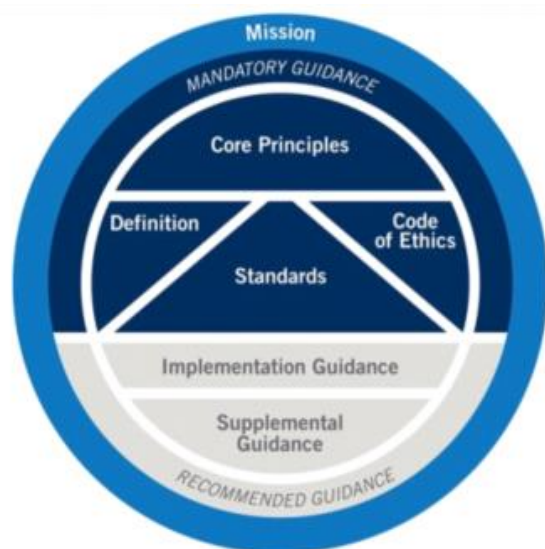 Mission
MANDATORY GUIDANCE
Core Principles
Definition
Code
of Ethics
Standards
Implementation Guidance
Supplemental
Guidance
RECOMMENDED GUIDANCE